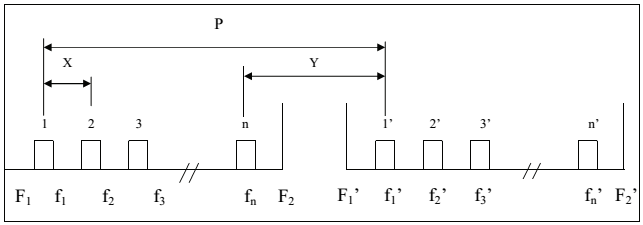 P
X Y
1 2 3 n 1’ 2’ 3’ n’
F₁ f₁ f₂ f₃ fₙ F₂ F₁’ f₁’ f₂’ f₃’ fₙ’ F₂’